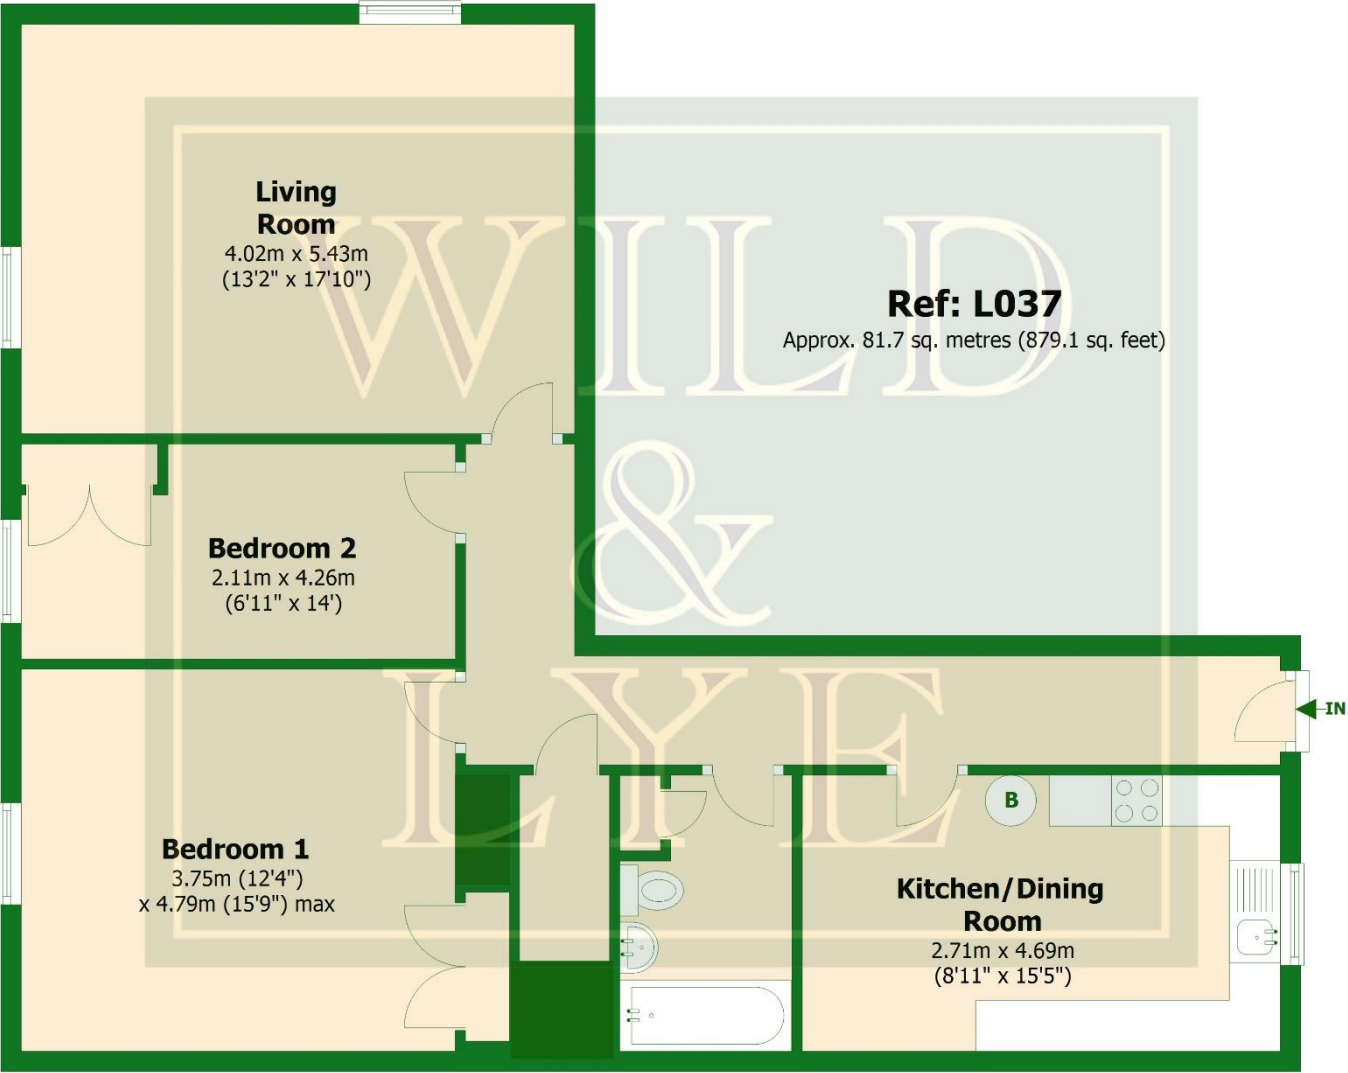 Living
Room
4.02m x 5.43m
(13'2" x 17'10")
Ref: L037
Approx. 81.7 sq. metres (879.1 sq. feet)
Bedroom 2
2.11m x 4.26m
(6'11" x 14')
IN
Bedroom 1
3.75m (12'4")
x 4.79m (15'9") max
B
Kitchen/Dining
Room
2.71m x 4.69m
(8'11" x 15'5")
WILD
&
LYE